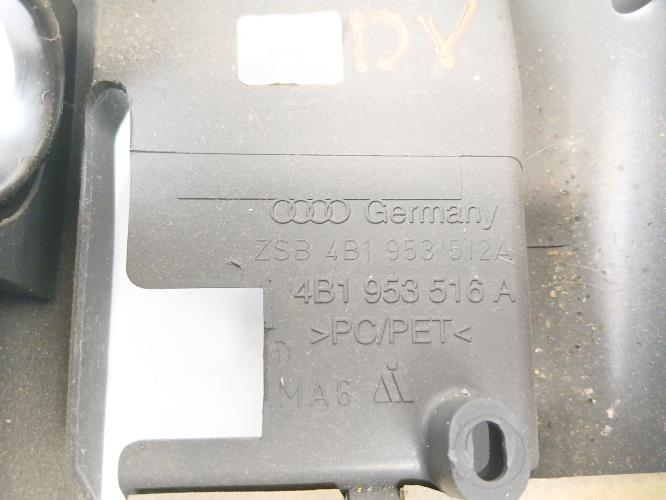 DV
Germany
ZSB 4B1 953 512A
4B1 953 516 A
>PC/PET<
D
MA6